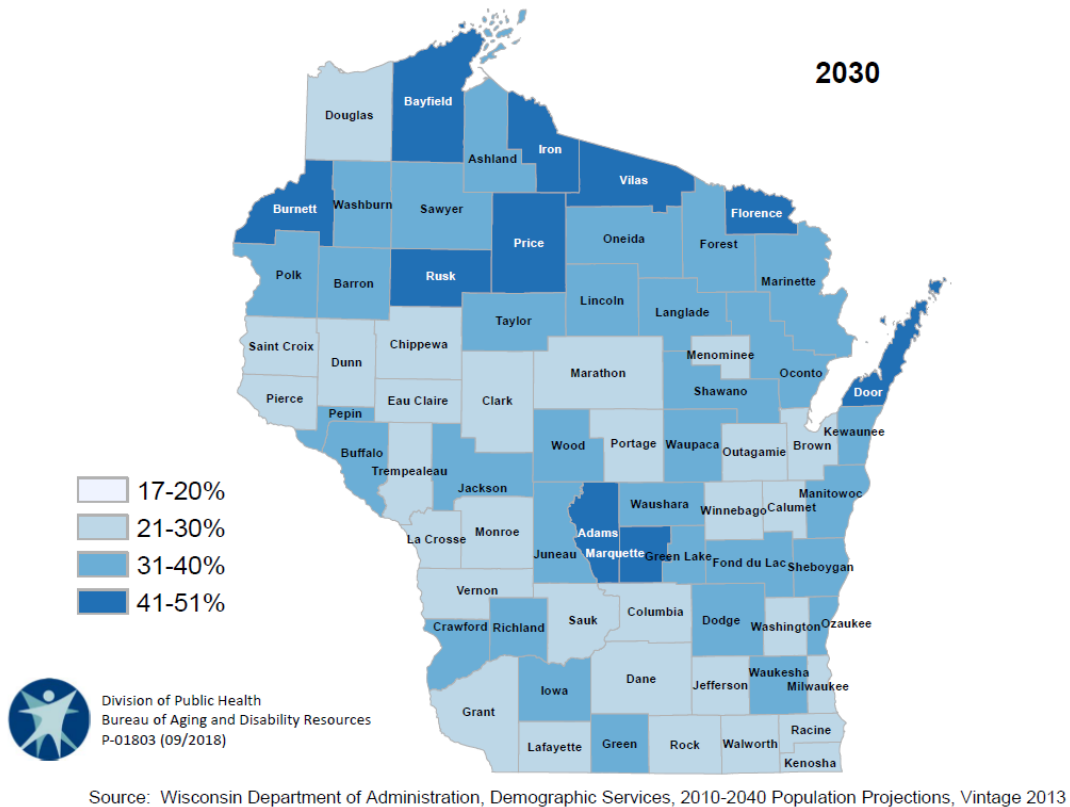 2030
Bayfield
Douglas
Iron
Ashland
Vilas
Burnett
Washburn
Sawyer
Florence
Price
Oneida
Forest
Polk
Barron
Rusk
Marinette
Lincoln
Langlade
Taylor
Saint Croix
Chippewa
Menominee
Dunn
Marathon
Oconto
Shawano
Door
Pierce
Eau Claire
Clark
Pepin
Kewaunee
Wood
Portage
Waupaca
Brown
Outagamie
Buffalo
Trempealeau
Jackson
17-20%
21-30%
31-40%
41-51%
Manitowoc
Waushara
Winnebago
Calumet
Adams
Monroe
La Crosse
Juneau
Marquette
Green Lake
Fond du Lac
Sheboygan
Vernon
Columbia
Sauk
Dodge
Washington
Ozaukee
Crawford
Richland
Waukesha
Milwaukee
Dane
Jefferson
Iowa
Grant
Division of Public Health
Bureau of Aging and Disability Resources
P-01803 (09/2018)
Racine
Lafayette
Green
Rock
Walworth
Kenosha
Source: Wisconsin Department of Administration, Demographic Services, 2010-2040 Population Projections, Vintage 2013